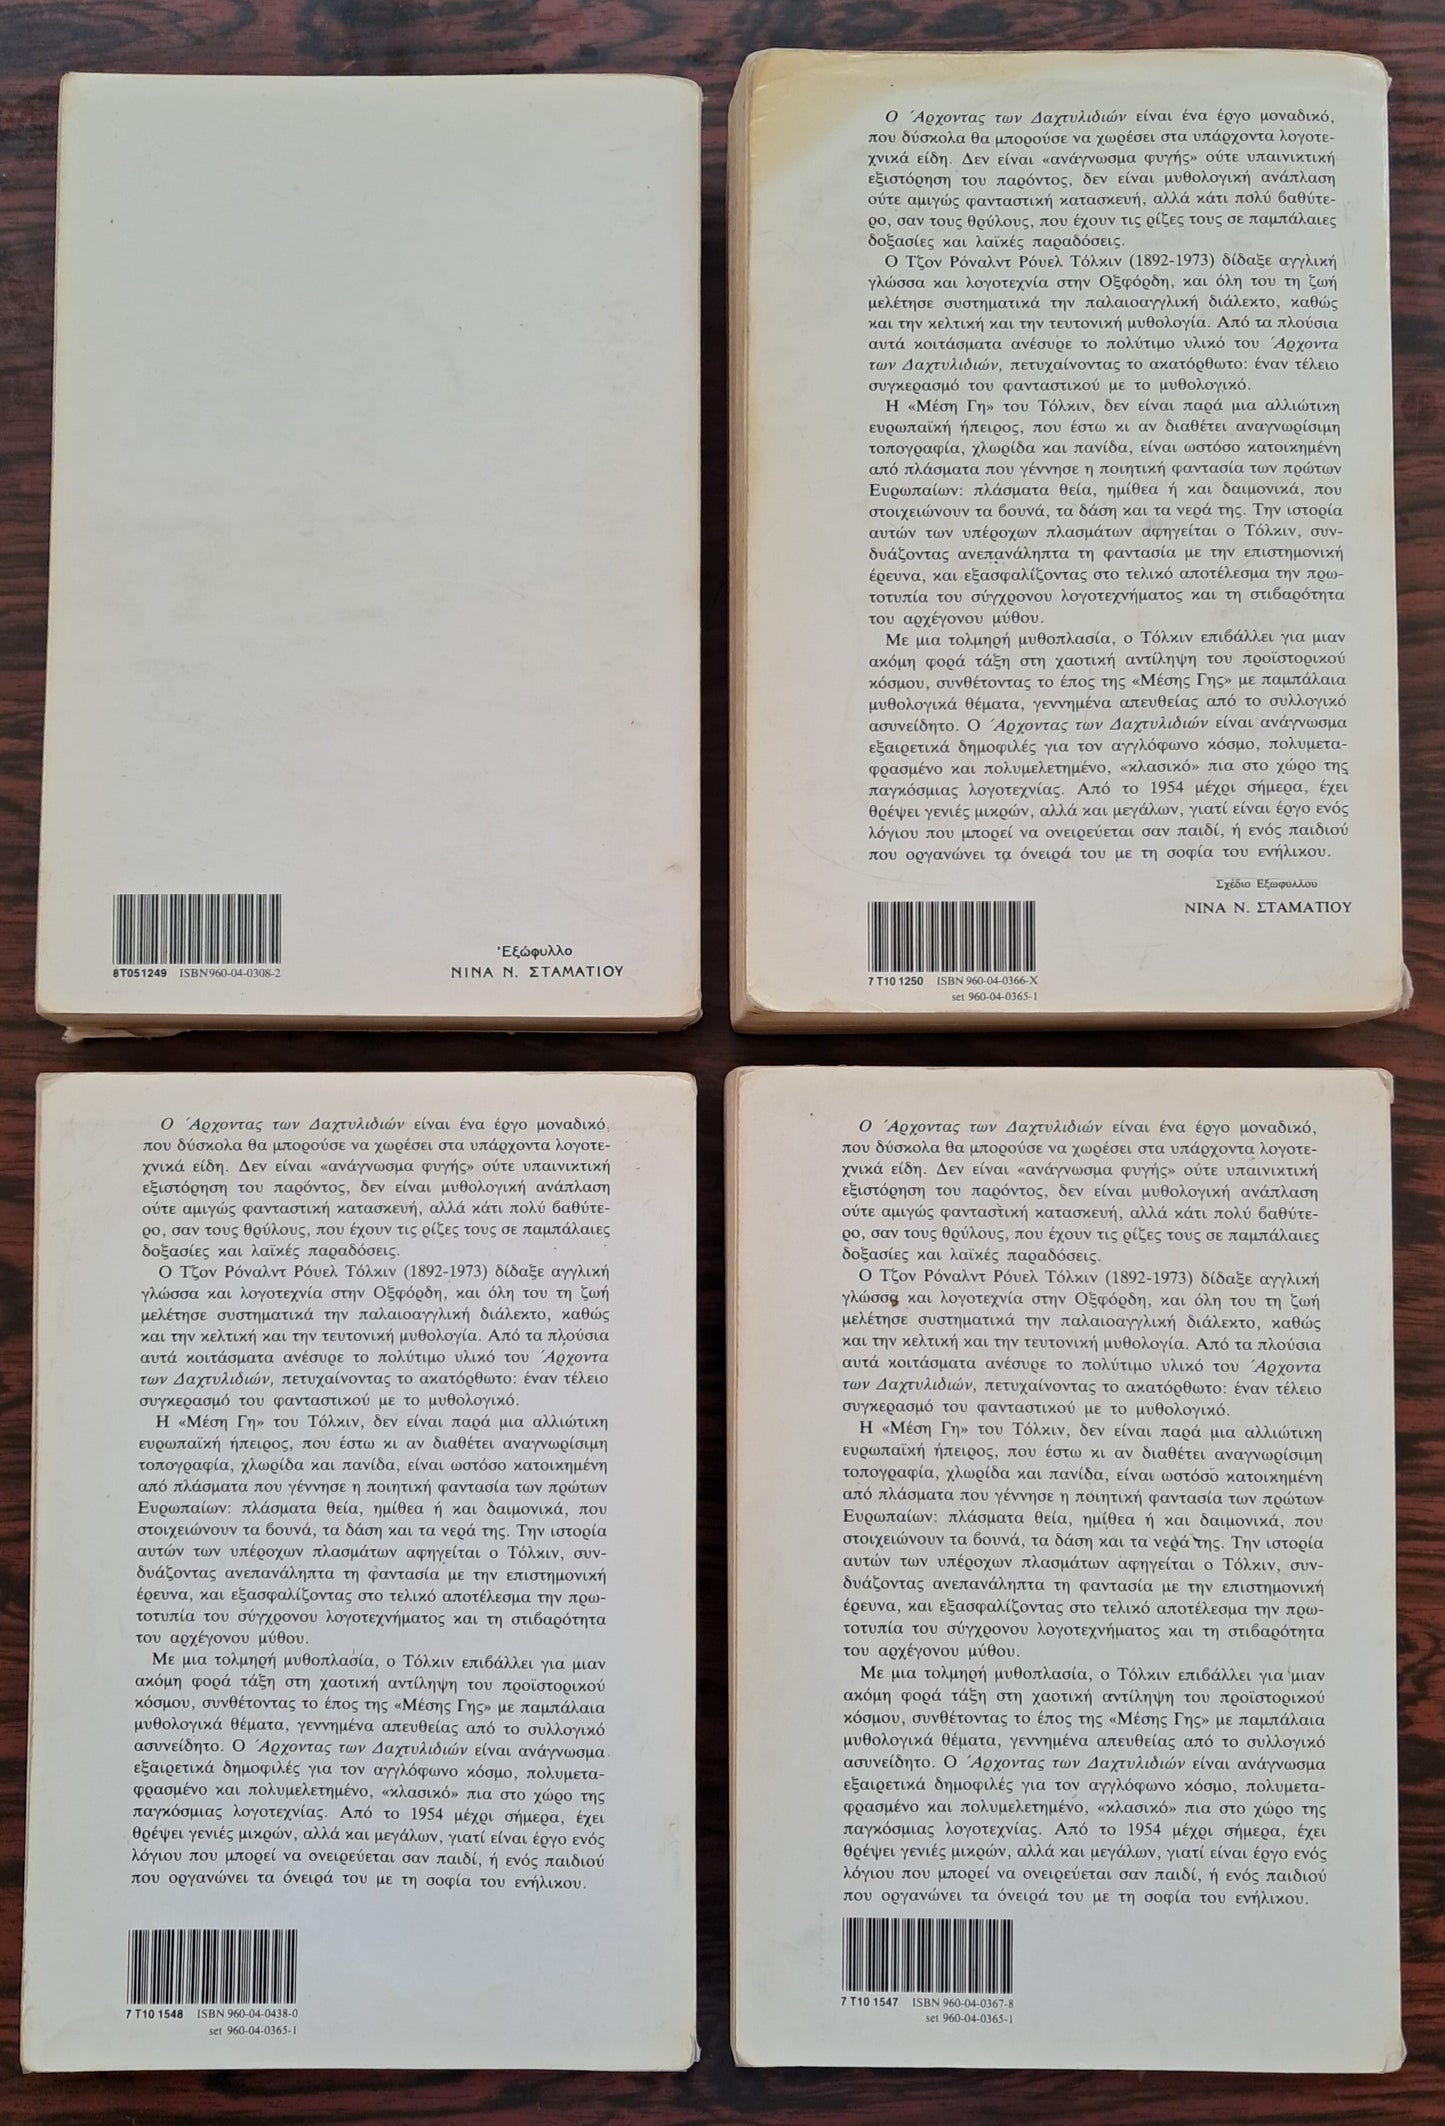 8T051249 ISBN 960-04-0308-2
Ἐξώφυλλο
ΝΙΝΑ Ν. ΣΤΑΜΑΤΙΟΥ
Ο Άρχοντας των Δαχτυλιδιών είναι ένα έργο μοναδικό,
που δύσκολα θα μπορούσε να χωρέσει στα υπάρχοντα λογοτε-
χνικά είδη. Δεν είναι «ανάγνωσμα φυγής» ούτε υπαινικτική
εξιστόρηση του παρόντος, δεν είναι μυθολογική ανάπλαση
ούτε αμιγώς φανταστική κατασκευή, αλλά κάτι πολύ βαθύτε-
ρο, σαν τους θρύλους, που έχουν τις ρίζες τους σε παμπάλαιες
δοξασίες και λαϊκές παραδόσεις.
Ο Τζον Ρόναλντ Ρόυελ Τόλκιν (1892-1973) δίδαξε αγγλική
γλώσσα και λογοτεχνία στην Οξφόρδη, και όλη του τη ζωή
μελέτησε συστηματικά την παλαιοαγγλική διάλεκτο, καθώς
και την κελτική και την τευτονική μυθολογία. Από τα πλούσια
αυτά κοιτάσματα ανέσυρε το πολύτιμο υλικό του Άρχοντα
των Δαχτυλιδιών, πετυχαίνοντας το ακατόρθωτο: έναν τέλειο
συγκερασμό του φανταστικού με το μυθολογικό.
Η «Μέση Γη» του Τόλκιν, δεν είναι παρά μια αλλιώτικη
ευρωπαϊκή ήπειρος, που έστω κι αν διαθέτει αναγνωρίσιμη
τοπογραφία, χλωρίδα και πανίδα, είναι ωστόσο κατοικημένη
από πλάσματα που γέννησε η ποιητική φαντασία των πρώτων
Ευρωπαίων: πλάσματα θεία, ημίθεα ή και δαιμονικά, που
στοιχειώνουν τα βουνά, τα δάση και τα νερά της. Την ιστορία
αυτών των υπέροχων πλασμάτων αφηγείται ο Τόλκιν, συν-
δυάζοντας ανεπανάληπτα τη φαντασία με την επιστημονική
έρευνα, και εξασφαλίζοντας στο τελικό αποτέλεσμα την πρω-
τοτυπία του σύγχρονου λογοτεχνήματος και τη στιβαρότητα
του αρχέγονου μύθου.
Με μια τολμηρή μυθοπλασία, ο Τόλκιν επιβάλλει για μιαν
ακόμη φορά τάξη στη χαοτική αντίληψη του προϊστορικού
κόσμου, συνθέτοντας το έπος της «Μέσης Γης» με παμπάλαια
μυθολογικά θέματα, γεννημένα απευθείας από το συλλογικό
ασυνείδητο. Ο Άρχοντας των Δαχτυλιδιών είναι ανάγνωσμα
εξαιρετικά δημοφιλές για τον αγγλόφωνο κόσμο, πολυμετα-
φρασμένο και πολυμελετημένο, «κλασικό» πια στο χώρο της
παγκόσμιας λογοτεχνίας. Από το 1954 μέχρι σήμερα, έχει
θρέψει γενιές μικρών, αλλά και μεγάλων, γιατί είναι έργο ενός
λόγιου που μπορεί να ονειρεύεται σαν παιδί, ή ενός παιδιού
που οργανώνει τα όνειρά του με τη σοφία του ενήλικου.
Σχέδιο Εξωφύλλου
ΝΙΝΑ Ν. ΣΤΑΜΑΤΙΟΥ
7 T10 1250 ISBN 960-04-0366-X
set 960-04-0365-1
Ο Άρχοντας των Δαχτυλιδιών είναι ένα έργο μοναδικό,
που δύσκολα θα μπορούσε να χωρέσει στα υπάρχοντα λογοτε-
χνικά είδη. Δεν είναι «ανάγνωσμα φυγής» ούτε υπαινικτική
εξιστόρηση του παρόντος, δεν είναι μυθολογική ανάπλαση
ούτε αμιγώς φανταστική κατασκευή, αλλά κάτι πολύ βαθύτε-
ρο, σαν τους θρύλους, που έχουν τις ρίζες τους σε παμπάλαιες
δοξασίες και λαϊκές παραδόσεις.
Ο Τζον Ρόναλντ Ρόυελ Τόλκιν (1892-1973) δίδαξε αγγλική
γλώσσα και λογοτεχνία στην Οξφόρδη, και όλη του τη ζωή
μελέτησε συστηματικά την παλαιοαγγλική διάλεκτο, καθώς
και την κελτική και την τευτονική μυθολογία. Από τα πλούσια
αυτά κοιτάσματα ανέσυρε το πολύτιμο υλικό του Άρχοντα
των Δαχτυλιδιών, πετυχαίνοντας το ακατόρθωτο: έναν τέλειο
συγκερασμό του φανταστικού με το μυθολογικό.
Η «Μέση Γη» του Τόλκιν, δεν είναι παρά μια αλλιώτικη
ευρωπαϊκή ήπειρος, που έστω κι αν διαθέτει αναγνωρίσιμη
τοπογραφία, χλωρίδα και πανίδα, είναι ωστόσο κατοικημένη
από πλάσματα που γέννησε η ποιητική φαντασία των πρώτων
Ευρωπαίων: πλάσματα θεία, ημίθεα ή και δαιμονικά, που
στοιχειώνουν τα βουνά, τα δάση και τα νερά της. Την ιστορία
αυτών των υπέροχων πλασμάτων αφηγείται ο Τόλκιν, συν-
δυάζοντας ανεπανάληπτα τη φαντασία με την επιστημονική
έρευνα, και εξασφαλίζοντας στο τελικό αποτέλεσμα την πρω-
τοτυπία του σύγχρονου λογοτεχνήματος και τη στιβαρότητα
του αρχέγονου μύθου.
Με μια τολμηρή μυθοπλασία, ο Τόλκιν επιβάλλει για μιαν
ακόμη φορά τάξη στη χαοτική αντίληψη του προϊστορικού
κόσμου, συνθέτοντας το έπος της «Μέσης Γης» με παμπάλαια
μυθολογικά θέματα, γεννημένα απευθείας από το συλλογικό
ασυνείδητο. Ο Άρχοντας των Δαχτυλιδιών είναι ανάγνωσμα
εξαιρετικά δημοφιλές για τον αγγλόφωνο κόσμο, πολυμετα-
φρασμένο και πολυμελετημένο, «κλασικό» πια στο χώρο της
παγκόσμιας λογοτεχνίας. Από το 1954 μέχρι σήμερα, έχει
θρέψει γενιές μικρών, αλλά και μεγάλων, γιατί είναι έργο ενός
λόγιου που μπορεί να ονειρεύεται σαν παιδί, ή ενός παιδιού
που οργανώνει τα όνειρά του με τη σοφία του ενήλικου.
7 T10 1548 ISBN 960-04-0438-0
set 960-04-0365-1
Ο Άρχοντας των Δαχτυλιδιών είναι ένα έργο μοναδικό,
που δύσκολα θα μπορούσε να χωρέσει στα υπάρχοντα λογοτε-
χνικά είδη. Δεν είναι «ανάγνωσμα φυγής» ούτε υπαινικτική
εξιστόρηση του παρόντος, δεν είναι μυθολογική ανάπλαση
ούτε αμιγώς φανταστική κατασκευή, αλλά κάτι πολύ βαθύτε-
ρο, σαν τους θρύλους, που έχουν τις ρίζες τους σε παμπάλαιες
δοξασίες και λαϊκές παραδόσεις.
Ο Τζον Ρόναλντ Ρόυελ Τόλκιν (1892-1973) δίδαξε αγγλική
γλώσσα και λογοτεχνία στην Οξφόρδη, και όλη του τη ζωή
μελέτησε συστηματικά την παλαιοαγγλική διάλεκτο, καθώς
και την κελτική και την τευτονική μυθολογία. Από τα πλούσια
αυτά κοιτάσματα ανέσυρε το πολύτιμο υλικό του Άρχοντα
των Δαχτυλιδιών, πετυχαίνοντας το ακατόρθωτο: έναν τέλειο
συγκερασμό του φανταστικού με το μυθολογικό.
Η «Μέση Γη» του Τόλκιν, δεν είναι παρά μια αλλιώτικη
ευρωπαϊκή ήπειρος, που έστω κι αν διαθέτει αναγνωρίσιμη
τοπογραφία, χλωρίδα και πανίδα, είναι ωστόσο κατοικημένη
από πλάσματα που γέννησε η ποιητική φαντασία των πρώτων
Ευρωπαίων: πλάσματα θεία, ημίθεα ή και δαιμονικά, που
στοιχειώνουν τα βουνά, τα δάση και τα νερά της. Την ιστορία
αυτών των υπέροχων πλασμάτων αφηγείται ο Τόλκιν, συν-
δυάζοντας ανεπανάληπτα τη φαντασία με την επιστημονική
έρευνα, και εξασφαλίζοντας στο τελικό αποτέλεσμα την πρω-
τοτυπία του σύγχρονου λογοτεχνήματος και τη στιβαρότητα
του αρχέγονου μύθου.
Με μια τολμηρή μυθοπλασία, ο Τόλκιν επιβάλλει για μιαν
ακόμη φορά τάξη στη χαοτική αντίληψη του προϊστορικού
κόσμου, συνθέτοντας το έπος της «Μέσης Γης» με παμπάλαια
μυθολογικά θέματα, γεννημένα απευθείας από το συλλογικό
ασυνείδητο. Ο Άρχοντας των Δαχτυλιδιών είναι ανάγνωσμα
εξαιρετικά δημοφιλές για τον αγγλόφωνο κόσμο, πολυμετα-
φρασμένο και πολυμελετημένο, «κλασικό» πια στο χώρο της
παγκόσμιας λογοτεχνίας. Από το 1954 μέχρι σήμερα, έχει
θρέψει γενιές μικρών, αλλά και μεγάλων, γιατί είναι έργο ενός
λόγιου που μπορεί να ονειρεύεται σαν παιδί, ή ενός παιδιού
που οργανώνει τα όνειρά του με τη σοφία του ενήλικου.
7 T10 1547 ISBN 960-04-0367-8
set 960-04-0365-1